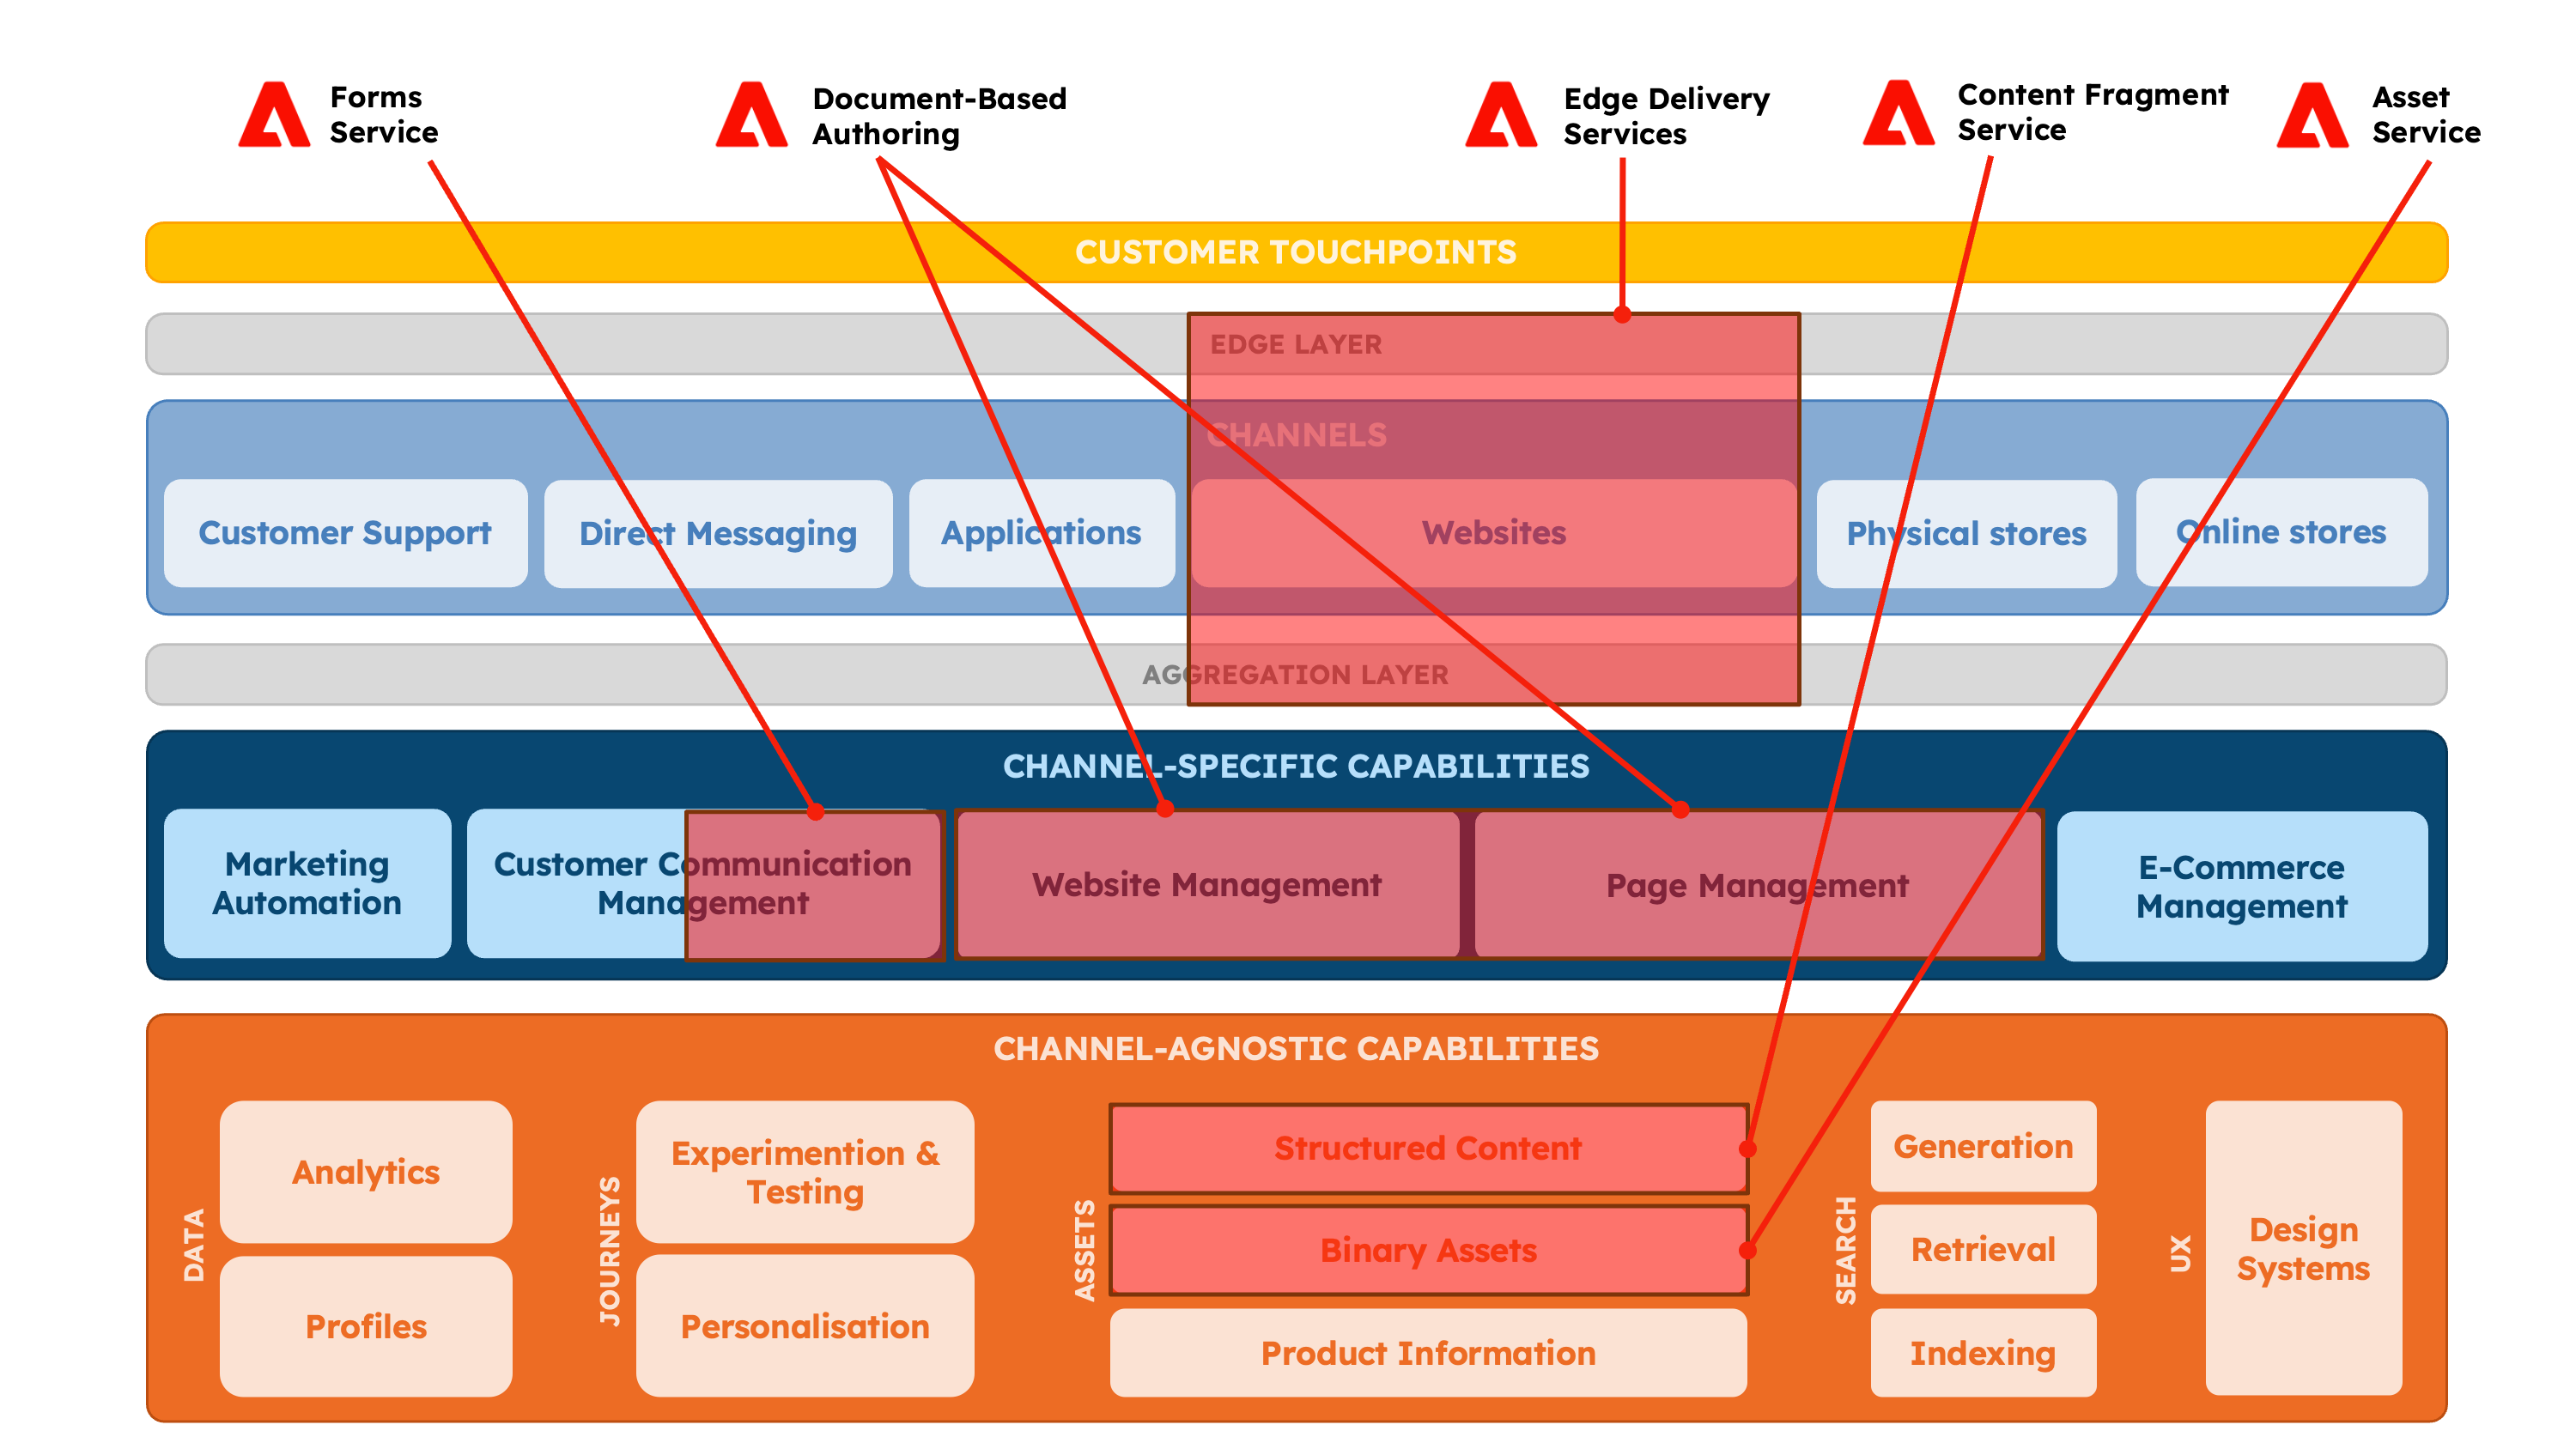 Forms
Service
Document-Based
Authoring
Edge Delivery
Services
Content Fragment
Service
Asset
Service
CUSTOMER TOUCHPOINTS
EDGE LAYER
CHANNELS
Customer Support
Direct Messaging
Applications
Websites
Physical stores
Online stores
AGGREGATION LAYER
CHANNEL-SPECIFIC CAPABILITIES
Marketing
Automation
Customer Communication
Management
Website Management
Page Management
E-Commerce
Management
CHANNEL-AGNOSTIC CAPABILITIES
DATA
Analytics
Profiles
JOURNEYS
Experimention &
Testing
Personalisation
ASSETS
Structured Content
Binary Assets
Product Information
SEARCH
Generation
Retrieval
Indexing
UX
Design
Systems